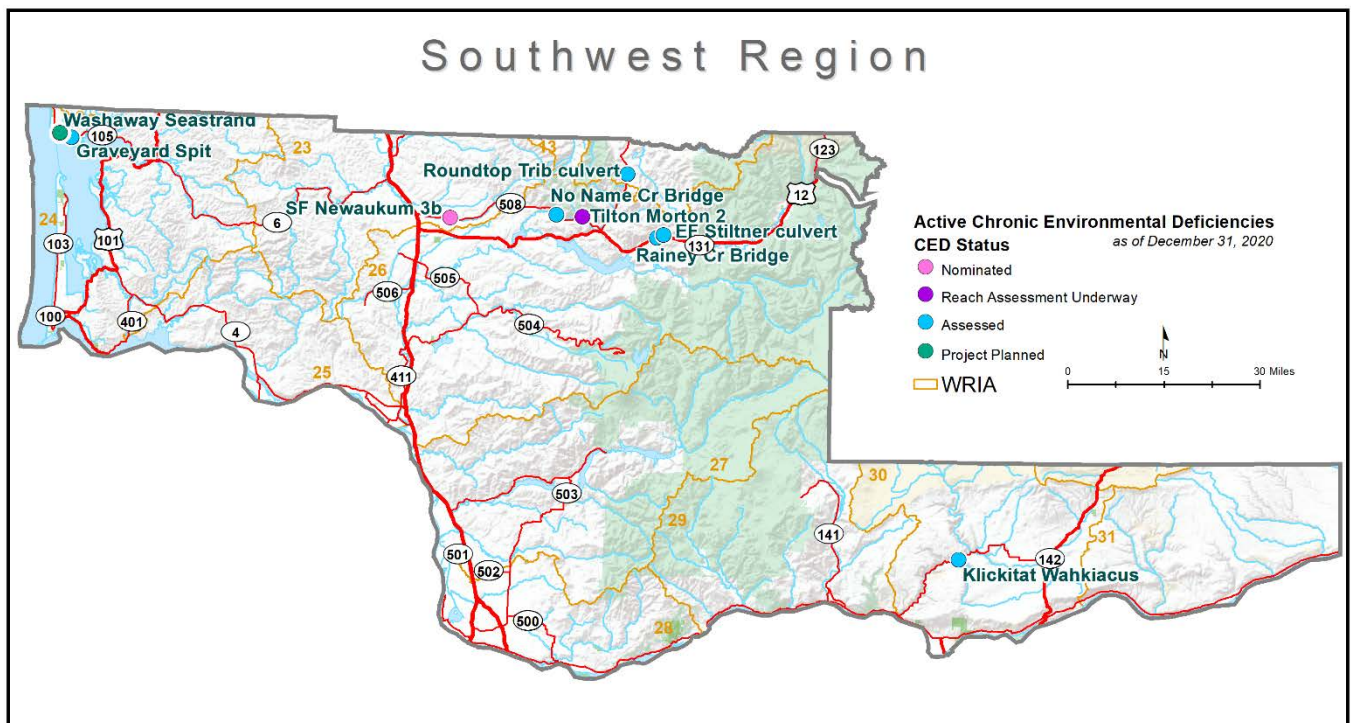 Southwest Region
Washaway Seastrand
105
Graveyard Spit
23
13
123
Roundtop Trib culvert
12
No Name Cr Bridge
SF Newaukum 3b
508
Tilton Morton 2
24
6
EF Stiltner culvert
103
101
131
Rainey Cr Bridge
26
505
506
100
401
4
504
25
411
27
30
503
29
141
31
501
502
142
Klickitat Wahkiacus
500
28
Active Chronic Environmental Deficiencies
CED Status
as of December 31, 2020
Nominated
Reach Assessment Underway
Assessed
Project Planned
WRIA
N
0 15 30 Miles